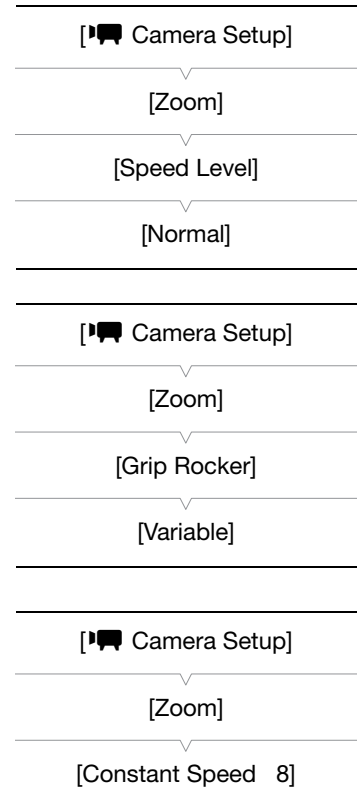 [ Camera Setup]
[Zoom]
[Speed Level]
[Normal]
[ Camera Setup]
[Zoom]
[Grip Rocker]
[Variable]
[ Camera Setup]
[Zoom]
[Constant Speed 8]